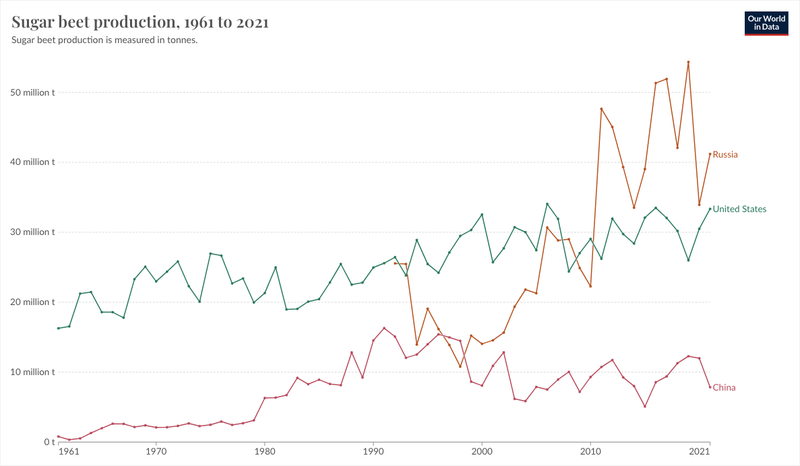 Sugar beet production, 1961 to 2021
Sugar beet production is measured in tonnes.
Our World
in Data
50 million t
40 million t
30 million t
20 million t
10 million t
0 t
Russia
United States
China
1961
1970
1980
1990
2000
2010
2021